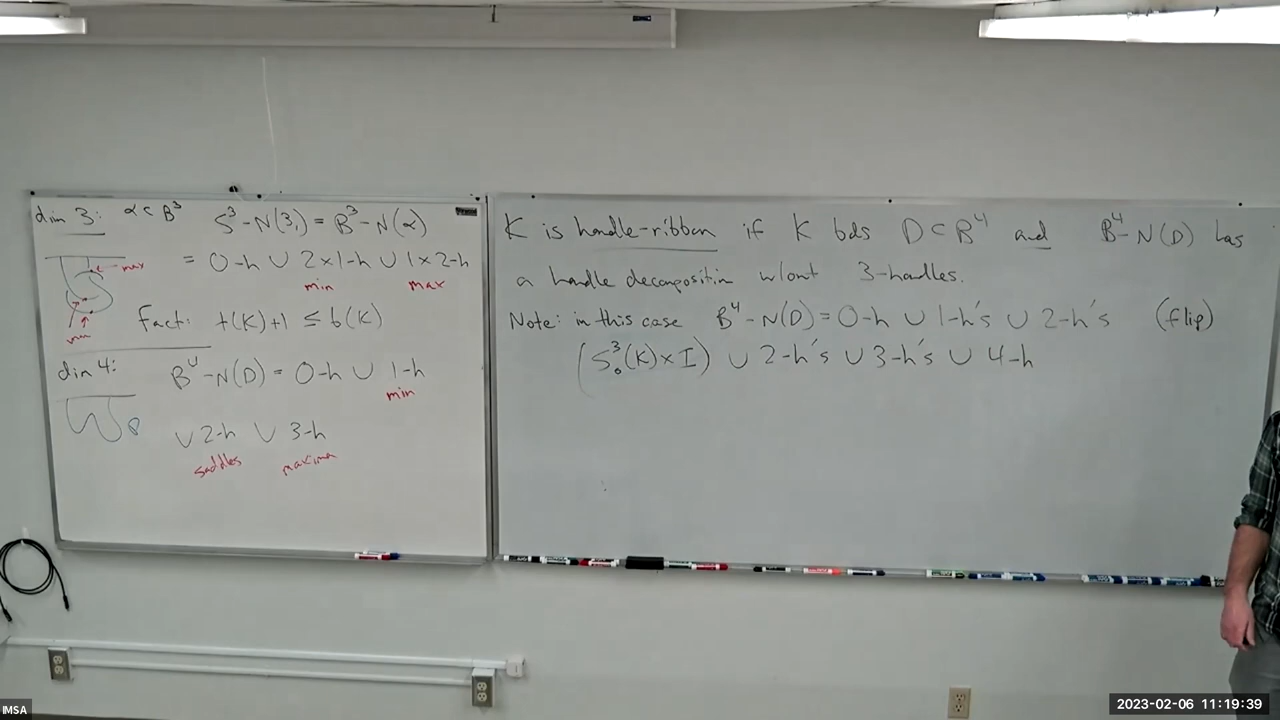 dim 3: α ⊂ B³ S³-N(3₁) = B³-N(α)
= 0-h ∪ 2×1-h ∪ 1×2-h
max
min max
Fact: t(K)+1 ≤ b(K)
min
dim 4: B⁴-N(D) = 0-h ∪ 1-h
min
∪ 2-h ∪ 3-h
saddles maxima
K is handle-ribbon if K bds D⊂B⁴ and B⁴-N(D) has
a handle decomposition w/out 3-handles.
Note: in this case B⁴-N(D) = 0-h ∪ 1-h's ∪ 2-h's (flip)
(S³₀(K)×I) ∪ 2-h's ∪ 3-h's ∪ 4-h
IMSA
2023-02-06 11:19:39